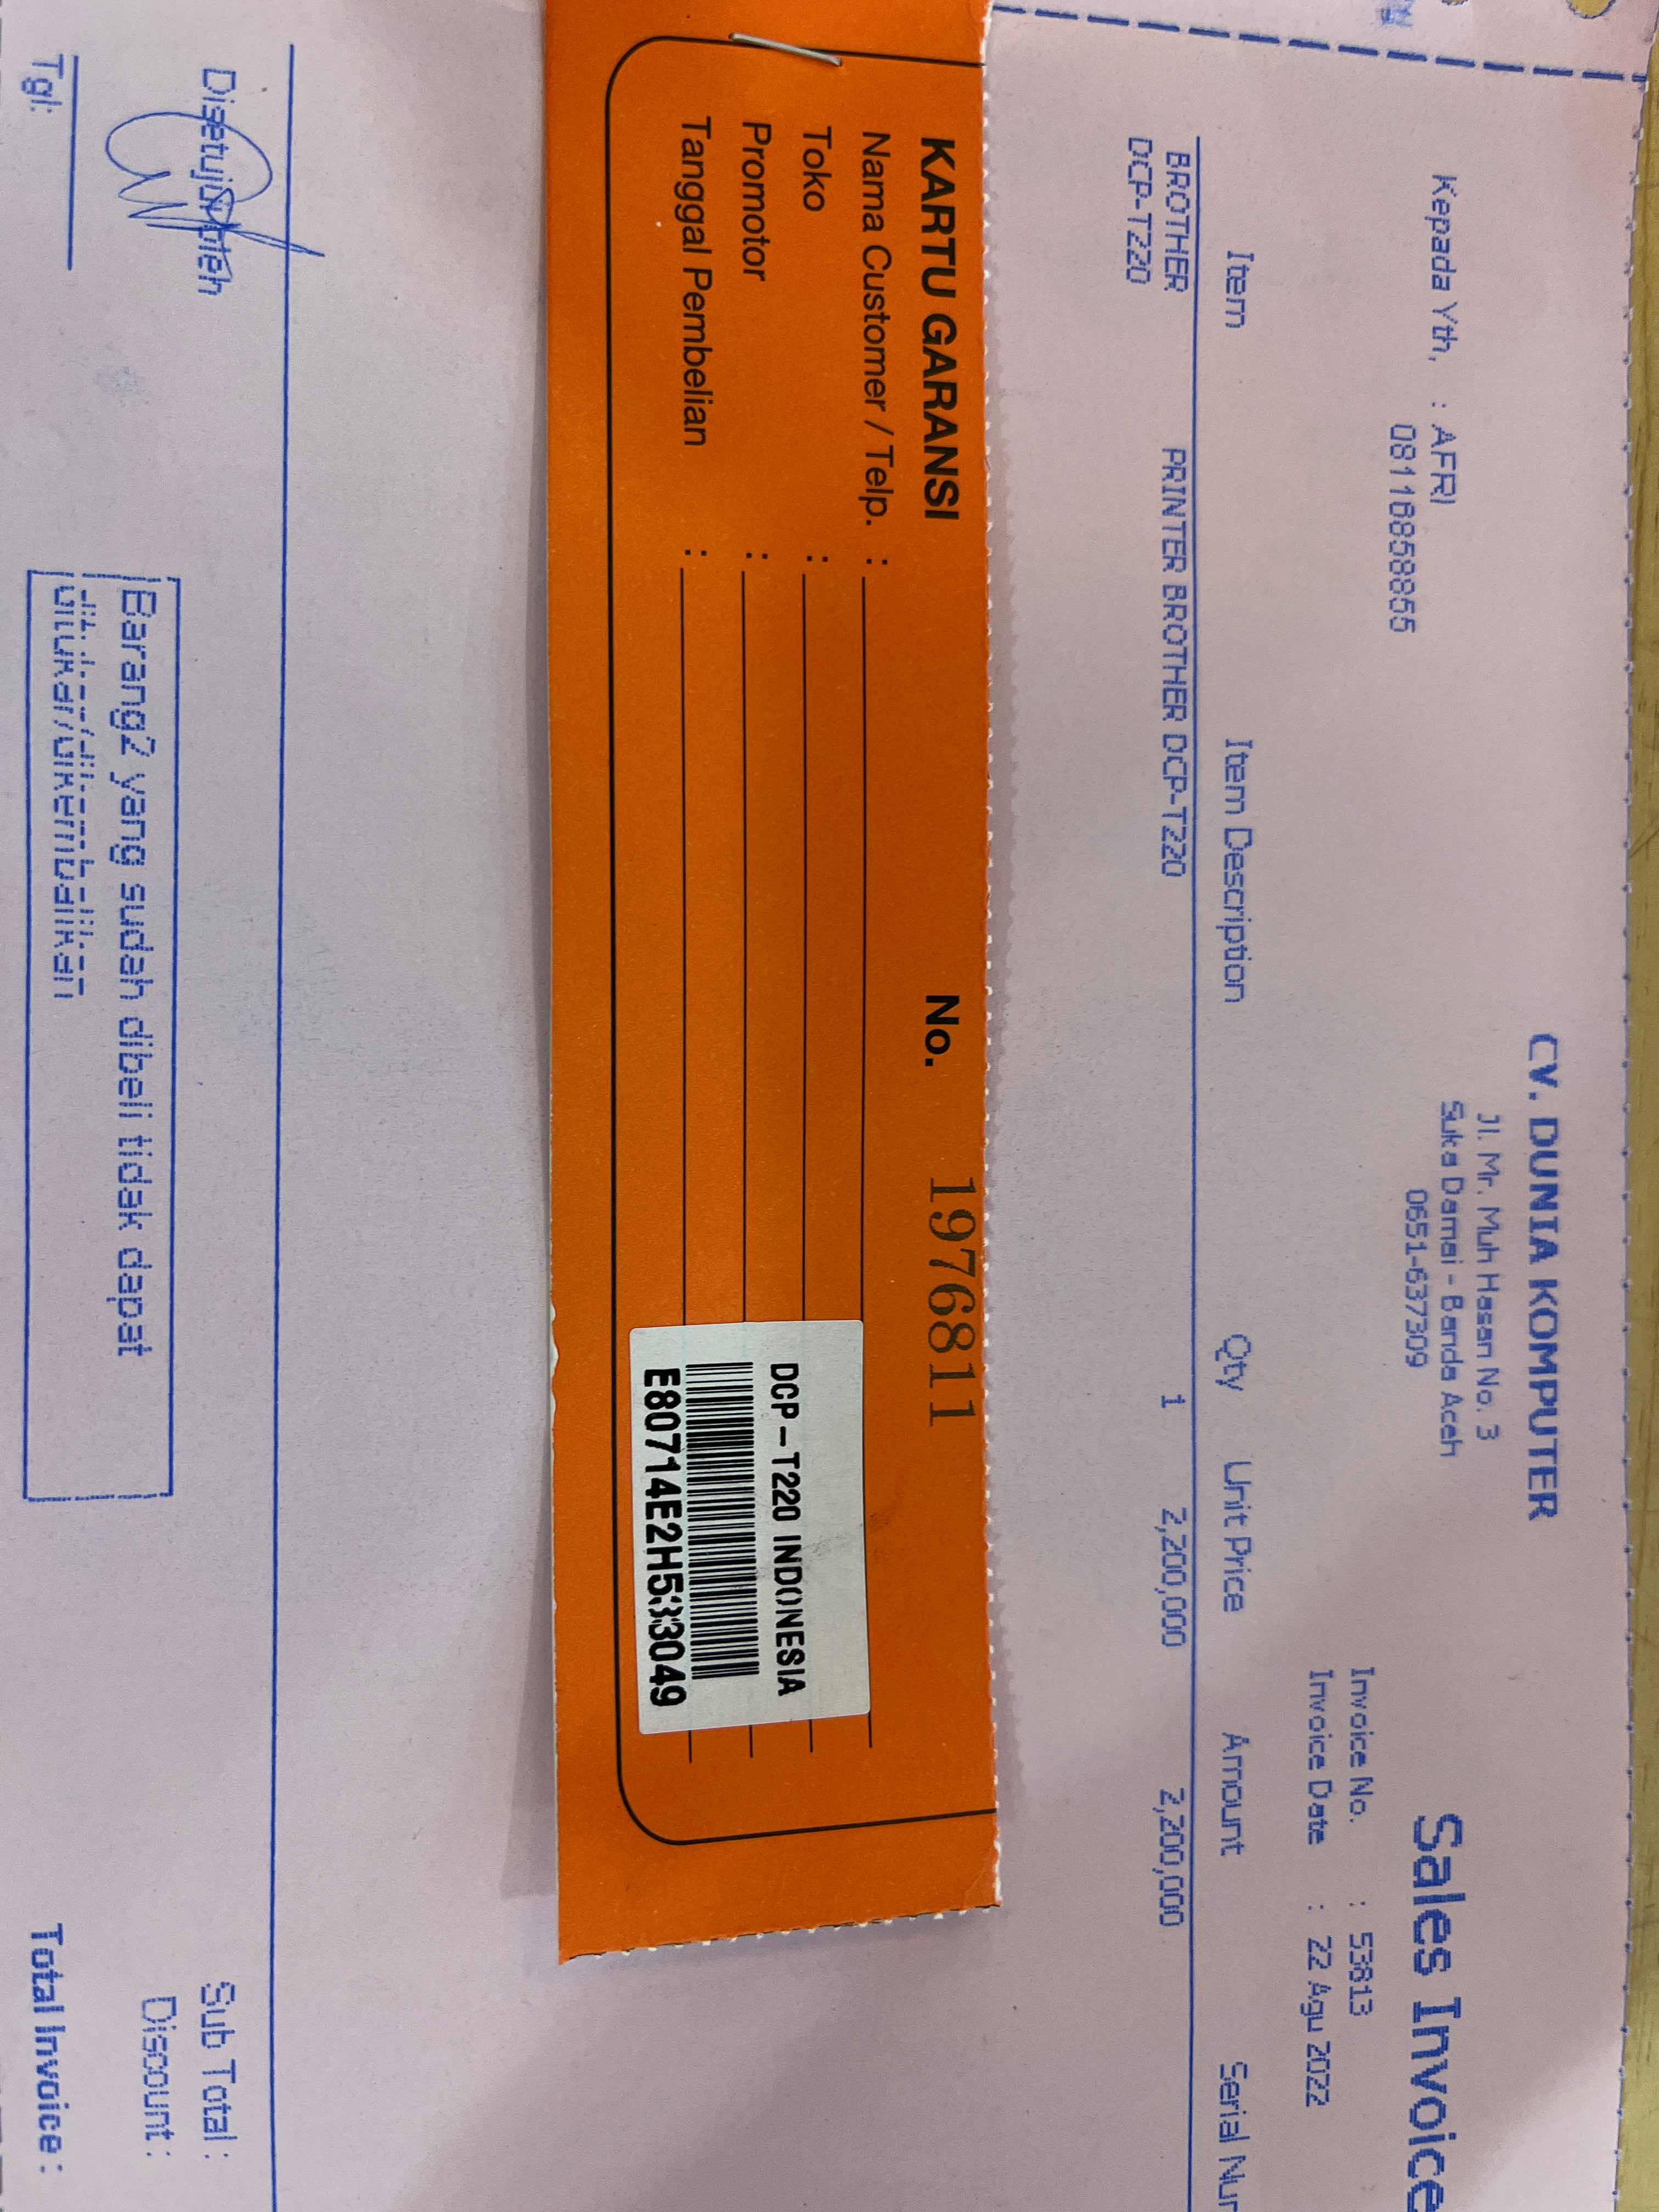 CV. DUNIA KOMPUTER
Jl. Mr. Muh Hasan No. 3
Suka Damai - Banda Aceh
0651-637309
Sales Invoice
Kepada Yth, : AFRI
08116858855
Invoice No. : 53813
Invoice Date : 22 Agu 2022
Item Item Description Qty Unit Price Amount Serial Nu
BROTHER PRINTER BROTHER DCP-T220 1 2,200,000 2,200,000
DCP-T220
KARTU GARANSI No. 1976811
Nama Customer / Telp. :
Toko :
Promotor :
Tanggal Pembelian :
DCP-T220 INDONESIA
E80714E2H533049
Disetujui oleh
Tgl:
Barang2 yang sudah dibeli tidak dapat
ditukar/dikembalikan
Sub Total :
Discount :
Total Invoice :